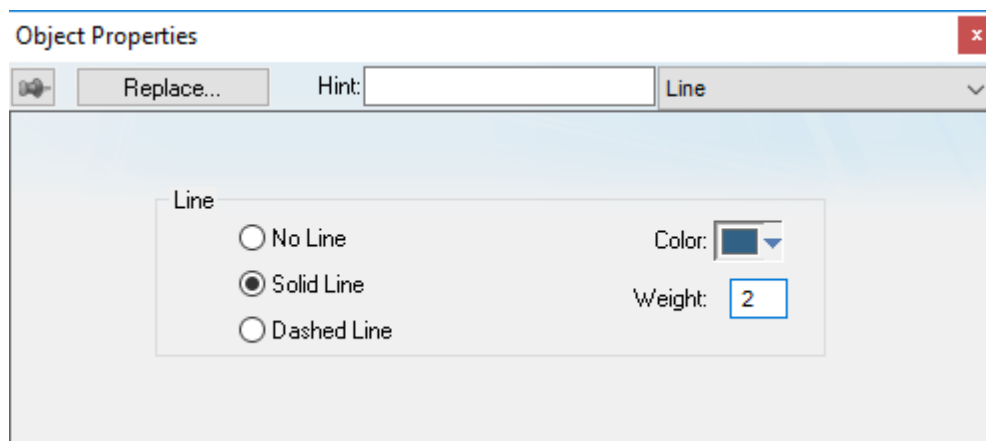 Object Properties
x
Replace... Hint: Line
Line
No Line Color:
Solid Line Weight: 2
Dashed Line